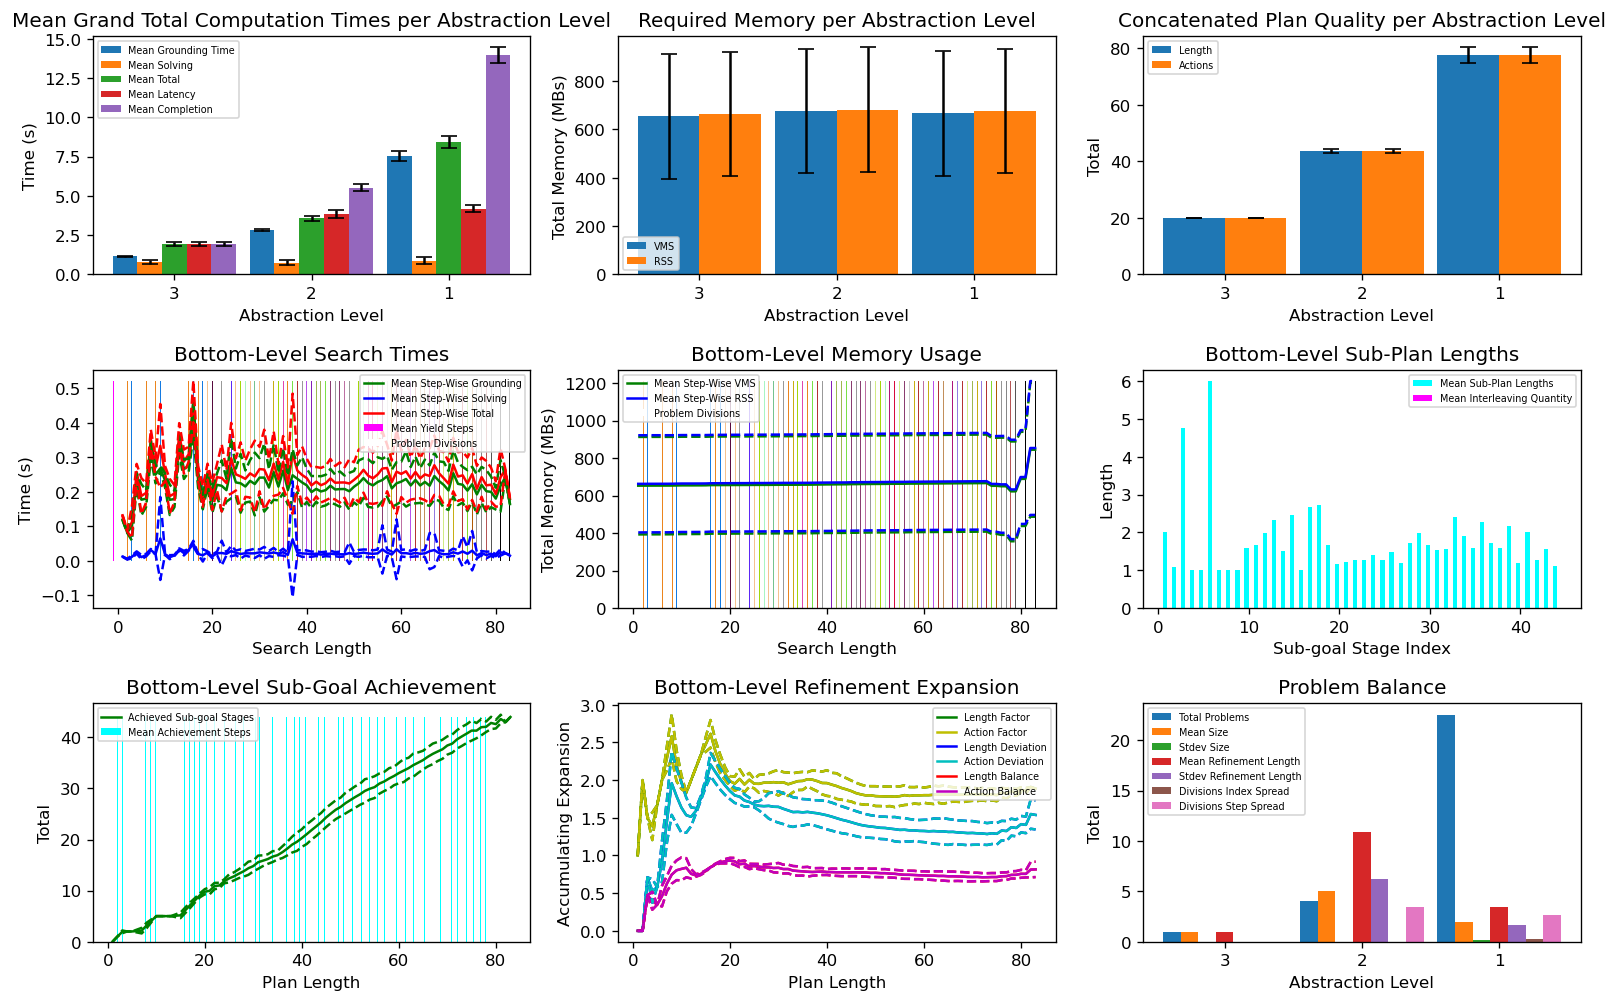 Mean Grand Total Computation Times per Abstraction Level
Time (s)
15.0
12.5
10.0
7.5
5.0
2.5
0.0
Mean Grounding Time
Mean Solving
Mean Total
Mean Latency
Mean Completion
3 2 1
Abstraction Level
Required Memory per Abstraction Level
Total Memory (MBs)
800
600
400
200
0
VMS
RSS
3 2 1
Abstraction Level
Concatenated Plan Quality per Abstraction Level
Total
80
60
40
20
0
Length
Actions
3 2 1
Abstraction Level
Bottom-Level Search Times
Time (s)
0.5
0.4
0.3
0.2
0.1
0.0
−0.1
Mean Step-Wise Grounding
Mean Step-Wise Solving
Mean Step-Wise Total
Mean Yield Steps
Problem Divisions
0 20 40 60 80
Search Length
Bottom-Level Memory Usage
Total Memory (MBs)
1200
1000
800
600
400
200
0
Mean Step-Wise VMS
Mean Step-Wise RSS
Problem Divisions
0 20 40 60 80
Search Length
Bottom-Level Sub-Plan Lengths
Length
6
5
4
3
2
1
0
Mean Sub-Plan Lengths
Mean Interleaving Quantity
0 10 20 30 40
Sub-goal Stage Index
Bottom-Level Sub-Goal Achievement
Total
40
30
20
10
0
Achieved Sub-goal Stages
Mean Achievement Steps
0 20 40 60 80
Plan Length
Bottom-Level Refinement Expansion
Accumulating Expansion
3.0
2.5
2.0
1.5
1.0
0.5
0.0
Length Factor
Action Factor
Length Deviation
Action Deviation
Length Balance
Action Balance
0 20 40 60 80
Plan Length
Problem Balance
Total
20
15
10
5
0
Total Problems
Mean Size
Stdev Size
Mean Refinement Length
Stdev Refinement Length
Divisions Index Spread
Divisions Step Spread
3 2 1
Abstraction Level